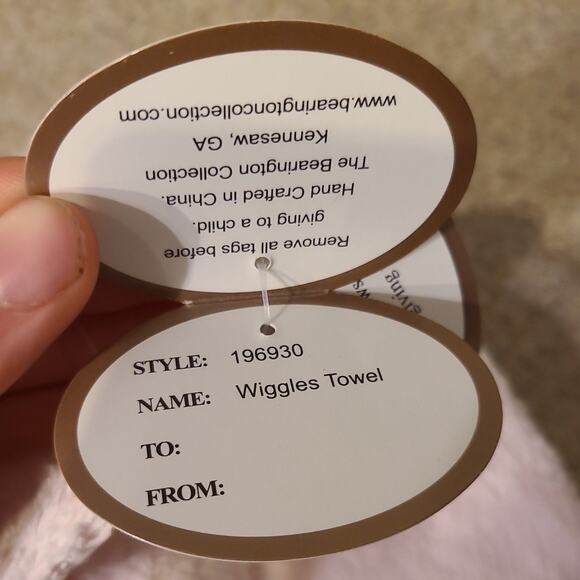 Remove all tags before
giving to a child.
Hand Crafted in China.
The Bearington Collection
Kennesaw, GA
www.bearingtoncollection.com
giving
STYLE: 196930
NAME: Wiggles Towel
TO:
FROM: